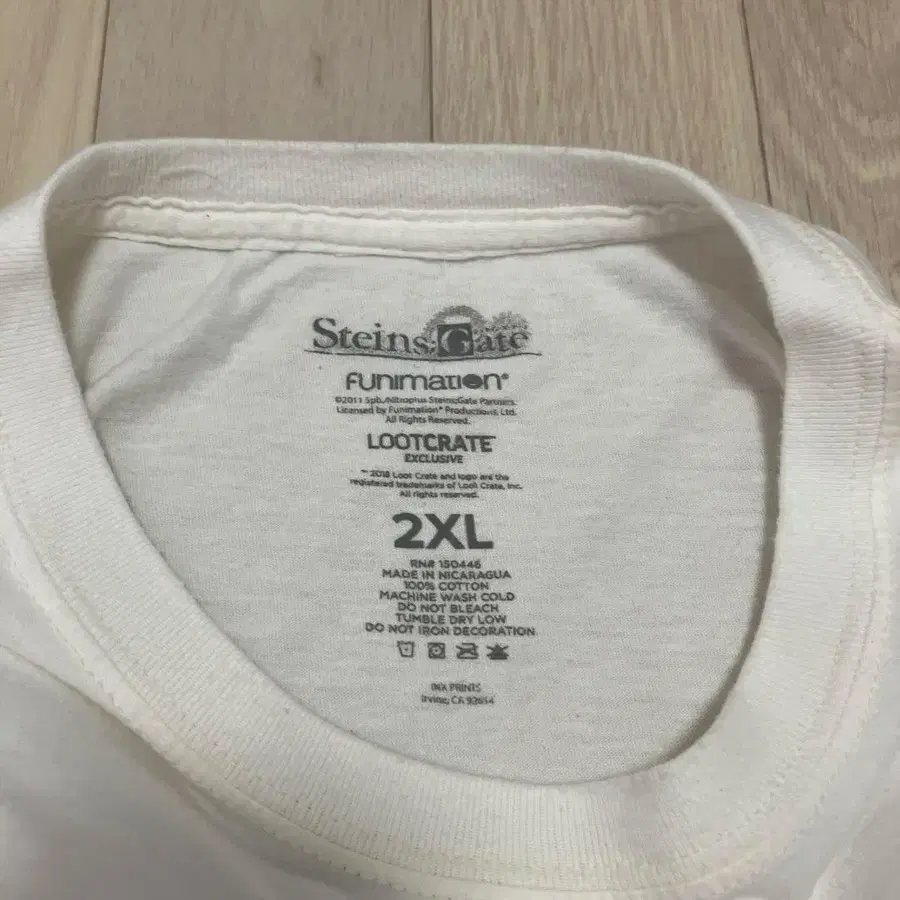 Steins;Gate
FUNIMATION®
©2011 5pb./Nitroplus Steins;Gate Partners.
Licensed by Funimation® Productions, Ltd.
All Rights Reserved.
LOOTCRATE™
EXCLUSIVE
™ 2018 Loot Crate and logo are the
registered trademarks of Loot Crate, Inc.
All rights reserved.
2XL
RN# 150446
MADE IN NICARAGUA
100% COTTON
MACHINE WASH COLD
DO NOT BLEACH
TUMBLE DRY LOW
DO NOT IRON DECORATION
INX PRINTS
Irvine, CA 92614